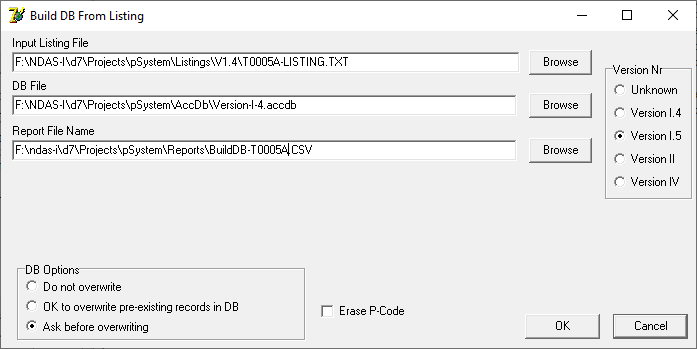 Build DB From Listing
Input Listing File
F:\NDAS-I\d7\Projects\pSystem\Listings\V1.4\T0005A-LISTING.TXT
Browse
DB File
F:\NDAS-I\d7\Projects\pSystem\AccDb\Version-I-4.accdb
Browse
Report File Name
F:\ndas-i\d7\Projects\pSystem\Reports\BuildDB-T0005A.CSV
Browse
Version Nr
Unknown
Version I.4
Version I.5
Version II
Version IV
DB Options
Do not overwrite
OK to overwrite pre-existing records in DB
Ask before overwriting
Erase P-Code
OK
Cancel